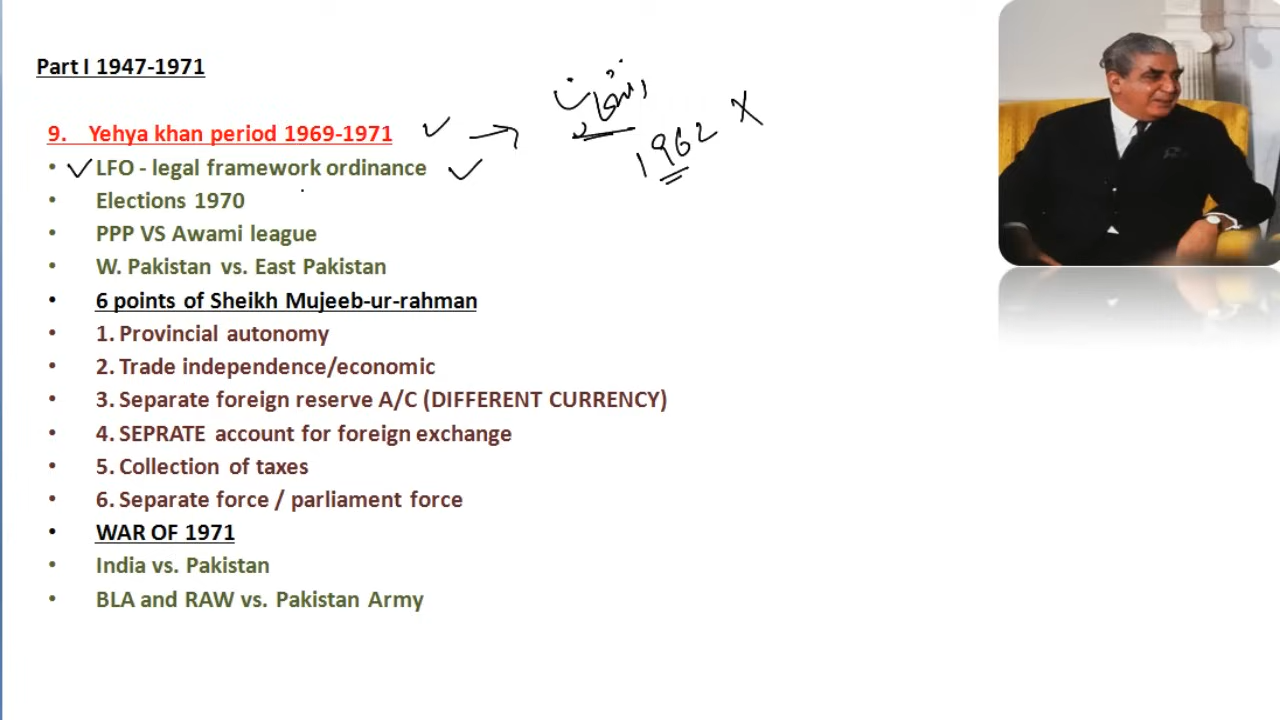 Part I 1947-1971
9. Yehya khan period 1969-1971
انتخابات
1962 X
• LFO - legal framework ordinance
• Elections 1970
• PPP VS Awami league
• W. Pakistan vs. East Pakistan
• 6 points of Sheikh Mujeeb-ur-rahman
• 1. Provincial autonomy
• 2. Trade independence/economic
• 3. Separate foreign reserve A/C (DIFFERENT CURRENCY)
• 4. SEPRATE account for foreign exchange
• 5. Collection of taxes
• 6. Separate force / parliament force
• WAR OF 1971
• India vs. Pakistan
• BLA and RAW vs. Pakistan Army